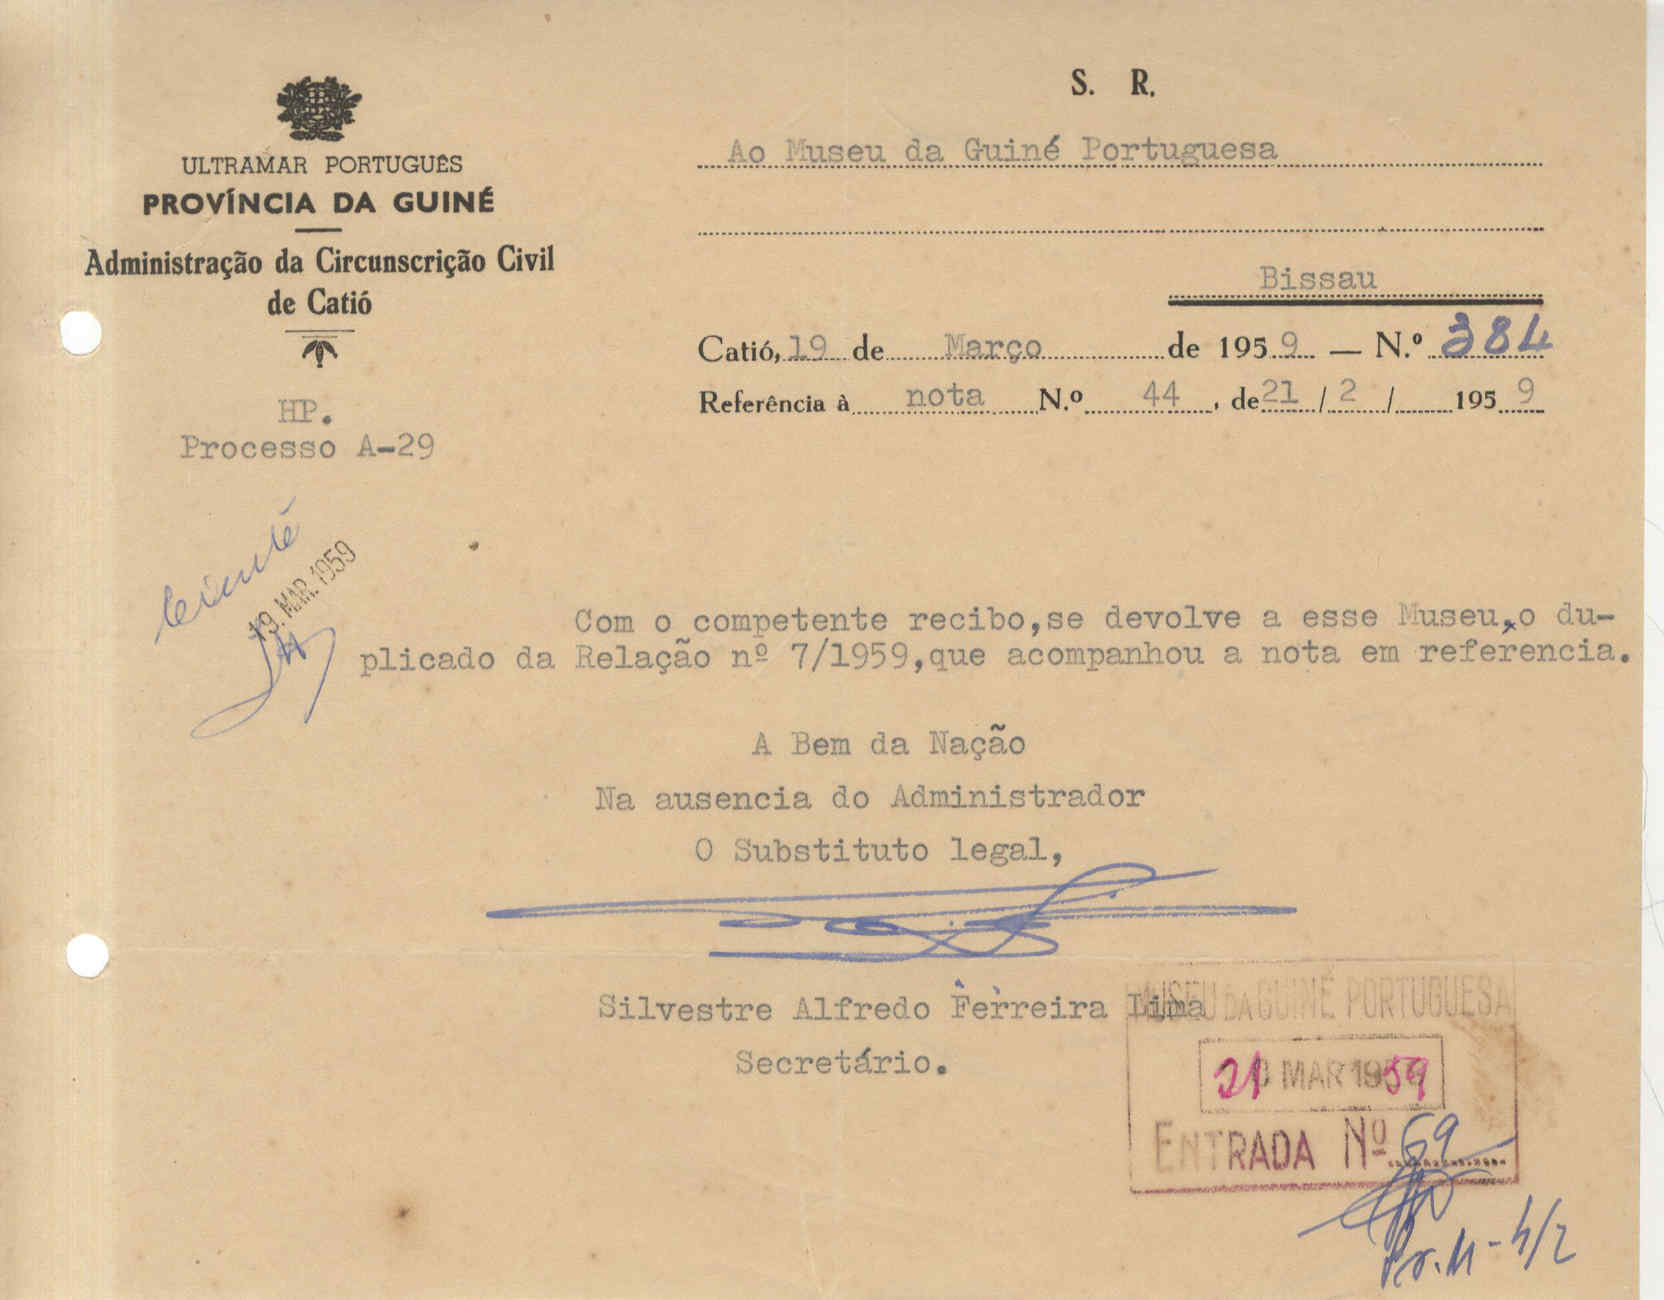 S. R.
ULTRAMAR PORTUGUÊS
PROVÍNCIA DA GUINÉ
Administração da Circunscrição Civil
de Catió
HP.
Processo A-29
Ao Museu da Guiné Portuguesa
Bissau
Catió, 19 de Março de 1959 — N.º 384
Referência à nota N.º 44, de 21/2/ 1959
19. MAR. 1959
Com o competente recibo,se devolve a esse Museu, o du-
plicado da Relação nº 7/1959,que acompanhou a nota em referencia.
A Bem da Nação
Na ausencia do Administrador
O Substituto legal,
Silvestre Alfredo Ferreira Lima
Secretário.
MUSEU DA GUINÉ PORTUGUESA
21 MAR 1959
ENTRADA Nº 69